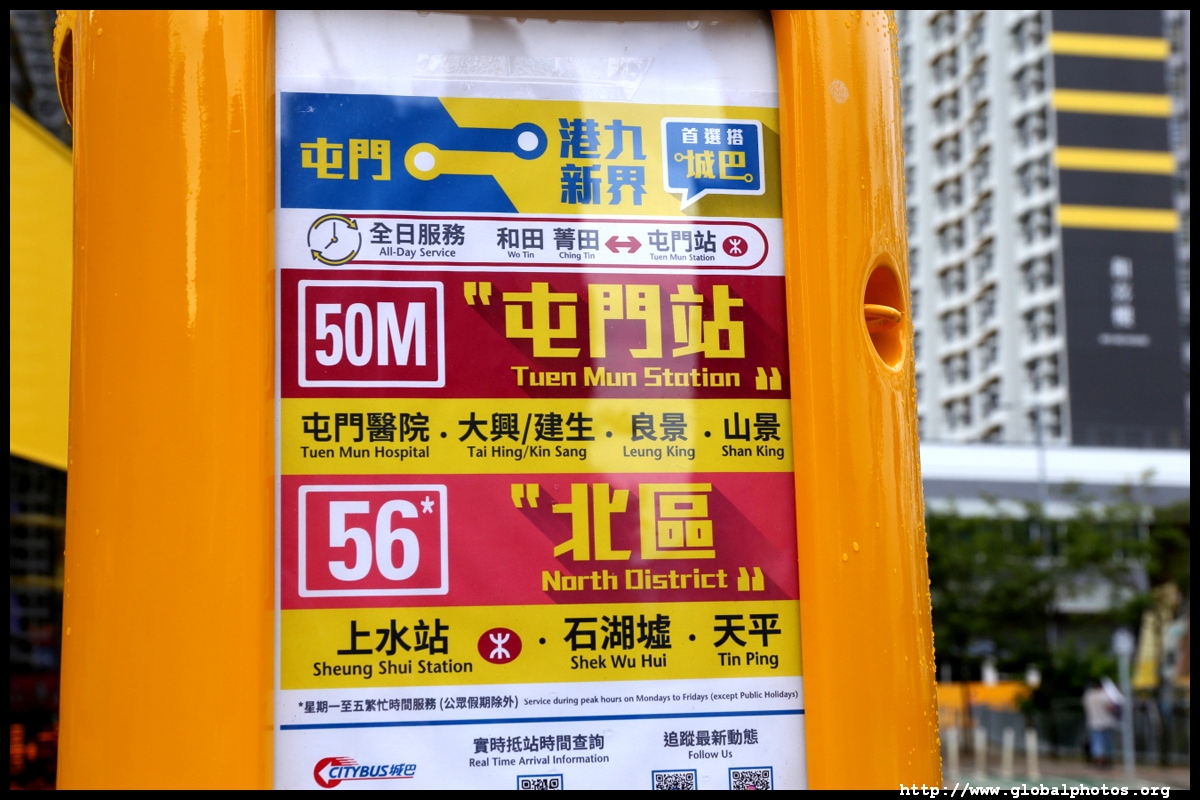 屯門
港九
新界
首選搭
城巴
全日服務 和田 菁田 屯門站
All-Day Service Wo Tin Ching Tin Tuen Mun Station
50M
"屯門站
Tuen Mun Station"
屯門醫院 · 大興/建生 · 良景 · 山景
Tuen Mun Hospital Tai Hing/Kin Sang Leung King Shan King
56*
"北區
North District"
上水站 · 石湖墟 · 天平
Sheung Shui Station Shek Wu Hui Tin Ping
*星期一至五繁忙時間服務 (公眾假期除外) Service during peak hours on Mondays to Fridays (except Public Holidays)
實時抵站時間查詢 追蹤最新動態
Real Time Arrival Information Follow Us
CITYBUS城巴
http://www.globalphotos.org